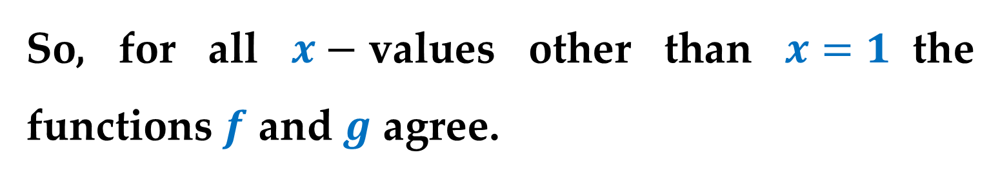 So, for all x – values other than x = 1 the
functions f and g agree.